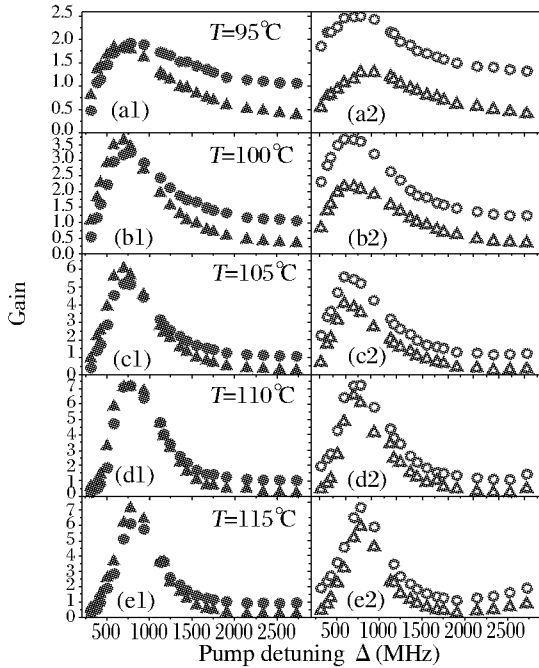 2.5
2.0
1.5
1.0
0.5
0.0
T=95°C
(a1)
(a2)
3.5
3.0
2.5
2.0
1.5
1.0
0.5
0.0
T=100°C
(b1)
(b2)
Gain
6
5
4
3
2
1
0
T=105°C
(c1)
(c2)
7
6
5
4
3
2
1
0
T=110°C
(d1)
(d2)
7
6
5
4
3
2
1
0
T=115°C
(e1)
(e2)
500 1000 1500 2000 2500 500 1000 1500 2000 2500
Pump detuning Δ (MHz)